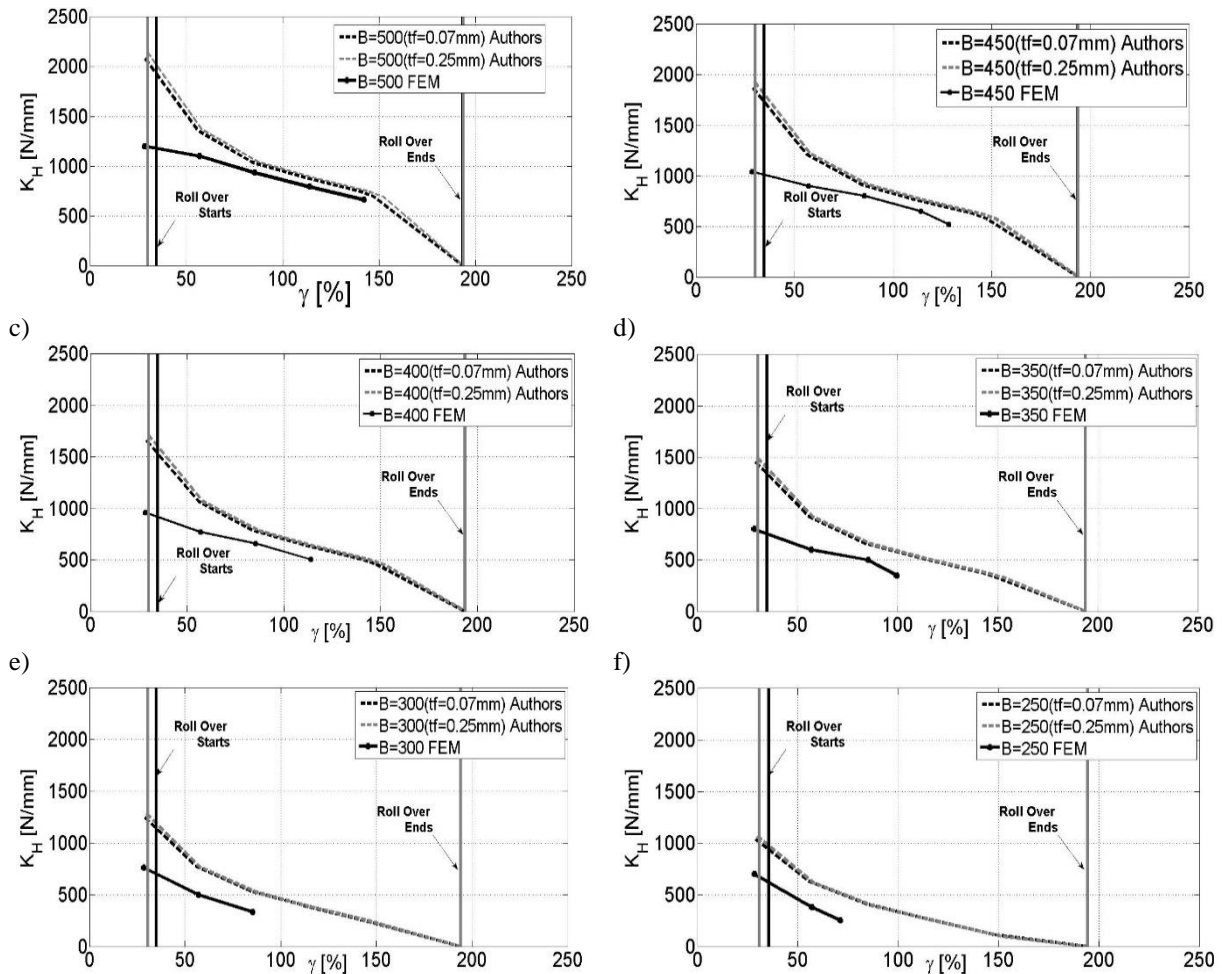 2500
2000
1500
1000
500
0
K_H [N/mm]
B=500(tf=0.07mm) Authors
B=500(tf=0.25mm) Authors
B=500 FEM
Roll Over
Starts
Roll Over
Ends
0 50 100 150 200 250
γ [%]
2500
2000
1500
1000
500
0
K_H [N/mm]
B=450(tf=0.07mm) Authors
B=450(tf=0.25mm) Authors
B=450 FEM
Roll Over
Starts
Roll Over
Ends
0 50 100 150 200 250
γ [%]
c)
d)
2500
2000
1500
1000
500
0
K_H [N/mm]
B=400(tf=0.07mm) Authors
B=400(tf=0.25mm) Authors
B=400 FEM
Roll Over
Starts
Roll Over
Ends
0 50 100 150 200 250
γ [%]
2500
2000
1500
1000
500
0
K_H [N/mm]
B=350(tf=0.07mm) Authors
B=350(tf=0.25mm) Authors
B=350 FEM
Roll Over
Starts
Roll Over
Ends
0 50 100 150 200 250
γ [%]
e)
f)
2500
2000
1500
1000
500
0
K_H [N/mm]
B=300(tf=0.07mm) Authors
B=300(tf=0.25mm) Authors
B=300 FEM
Roll Over
Starts
Roll Over
Ends
0 50 100 150 200 250
γ [%]
2500
2000
1500
1000
500
0
K_H [N/mm]
B=250(tf=0.07mm) Authors
B=250(tf=0.25mm) Authors
B=250 FEM
Roll Over
Starts
Roll Over
Ends
0 50 100 150 200 250
γ [%]